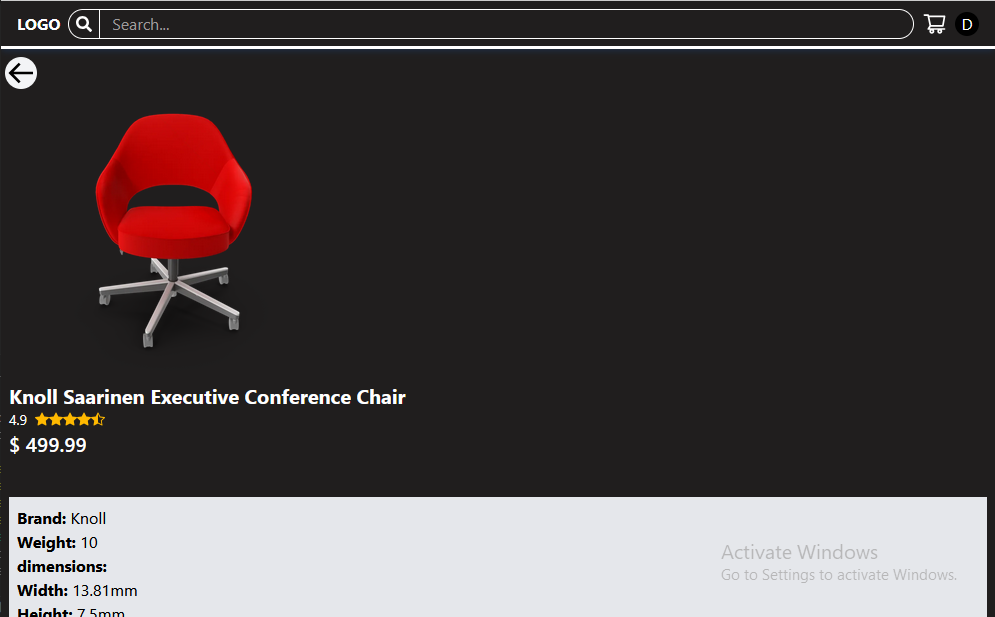 LOGO Search... D
Knoll Saarinen Executive Conference Chair
4.9
$ 499.99
Brand: Knoll
Weight: 10
dimensions:
Width: 13.81mm
Height: 7.5mm
Activate Windows
Go to Settings to activate Windows.